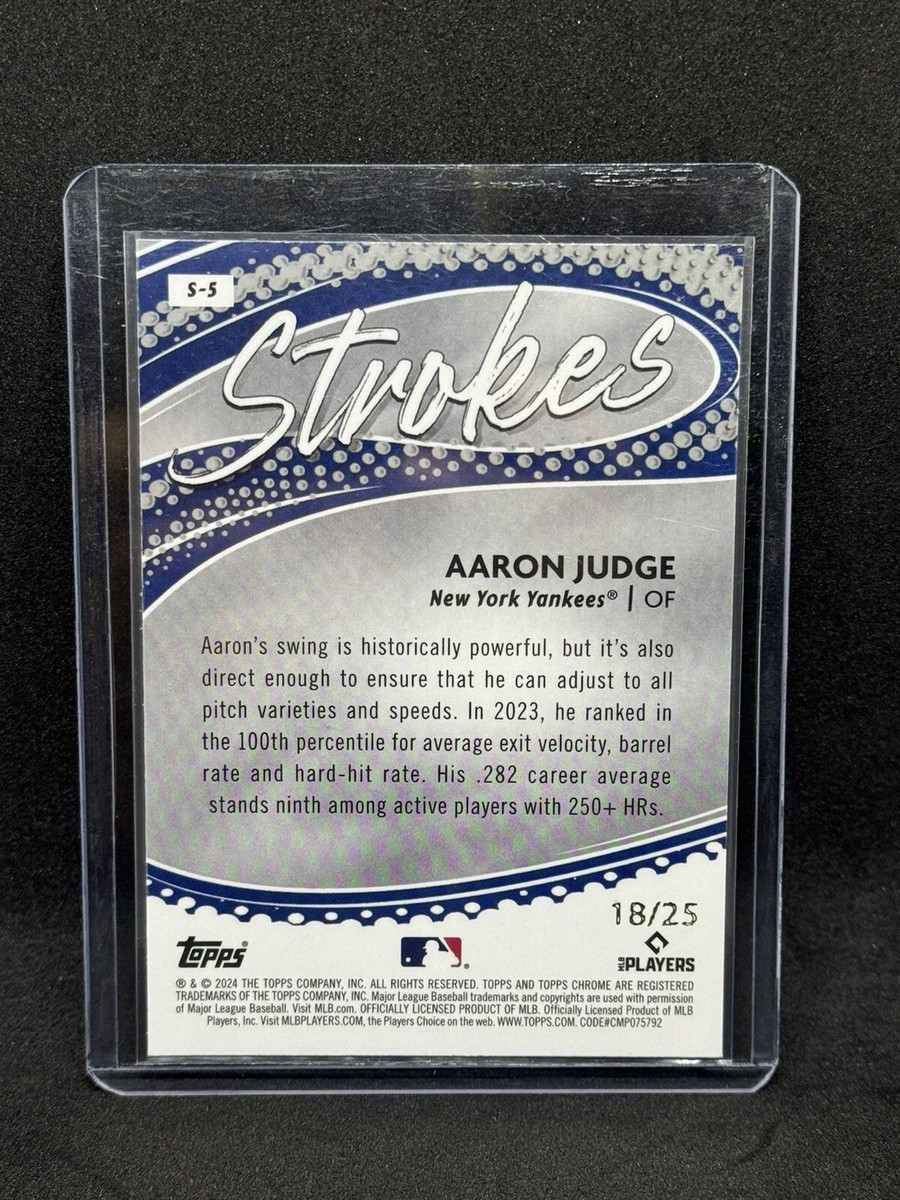 S-5
Strokes
AARON JUDGE
New York Yankees® | OF
Aaron's swing is historically powerful, but it's also
direct enough to ensure that he can adjust to all
pitch varieties and speeds. In 2023, he ranked in
the 100th percentile for average exit velocity, barrel
rate and hard-hit rate. His .282 career average
stands ninth among active players with 250+ HRs.
18/25
topps®
MLB PLAYERS
® & © 2024 THE TOPPS COMPANY, INC. ALL RIGHTS RESERVED. TOPPS AND TOPPS CHROME ARE REGISTERED
TRADEMARKS OF THE TOPPS COMPANY, INC. Major League Baseball trademarks and copyrights are used with permission
of Major League Baseball. Visit MLB.com. OFFICIALLY LICENSED PRODUCT OF MLB. Officially Licensed Product of MLB
Players, Inc. Visit MLBPLAYERS.COM, the Players Choice on the web. WWW.TOPPS.COM. CODE#CMP075792